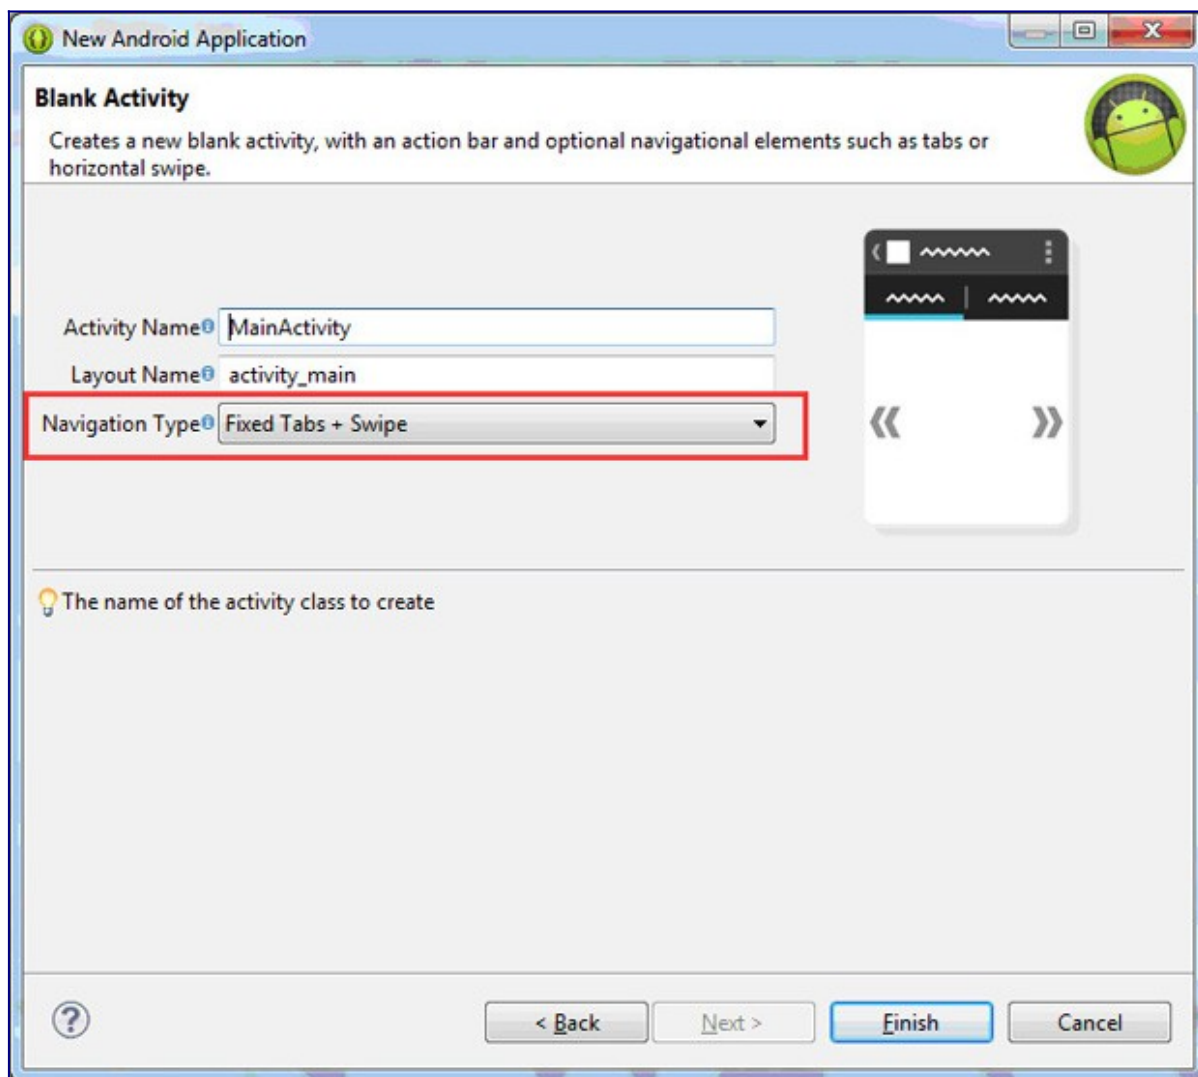 New Android Application
Blank Activity
Creates a new blank activity, with an action bar and optional navigational elements such as tabs or
horizontal swipe.
Activity Name MainActivity
Layout Name activity_main
Navigation Type Fixed Tabs + Swipe
The name of the activity class to create
< Back Next > Finish Cancel